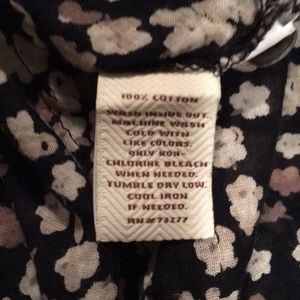 100% COTTON
WASH INSIDE OUT.
MACHINE WASH
COLD WITH
LIKE COLORS.
ONLY NON-
CHLORINE BLEACH
WHEN NEEDED.
TUMBLE DRY LOW.
COOL IRON
IF NEEDED.
RN#73277